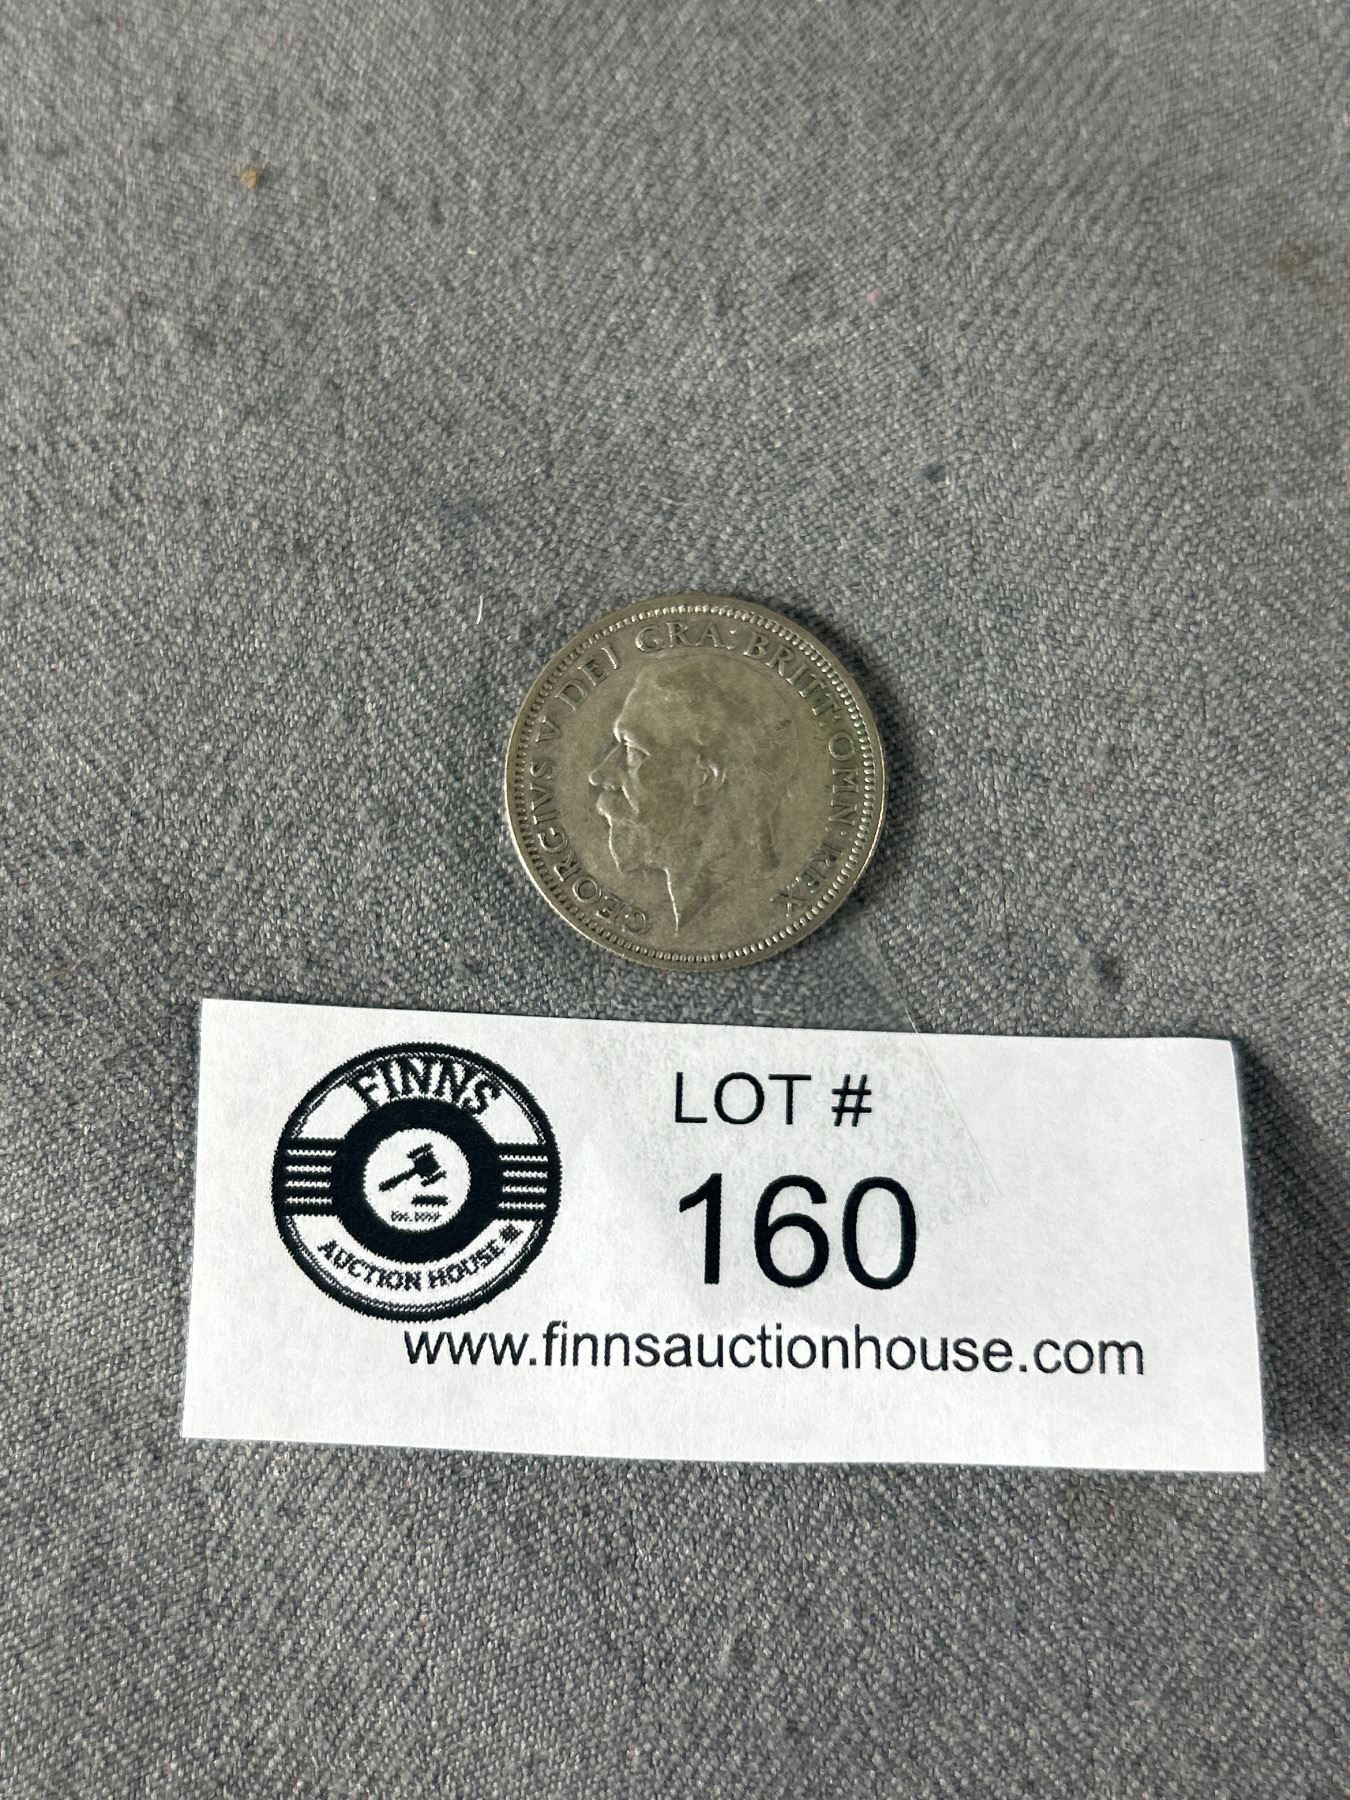 GEORGIVS V DEI GRA: BRITT: OMN: REX
FINNS
AUCTION HOUSE
LOT #
160
www.finnsauctionhouse.com